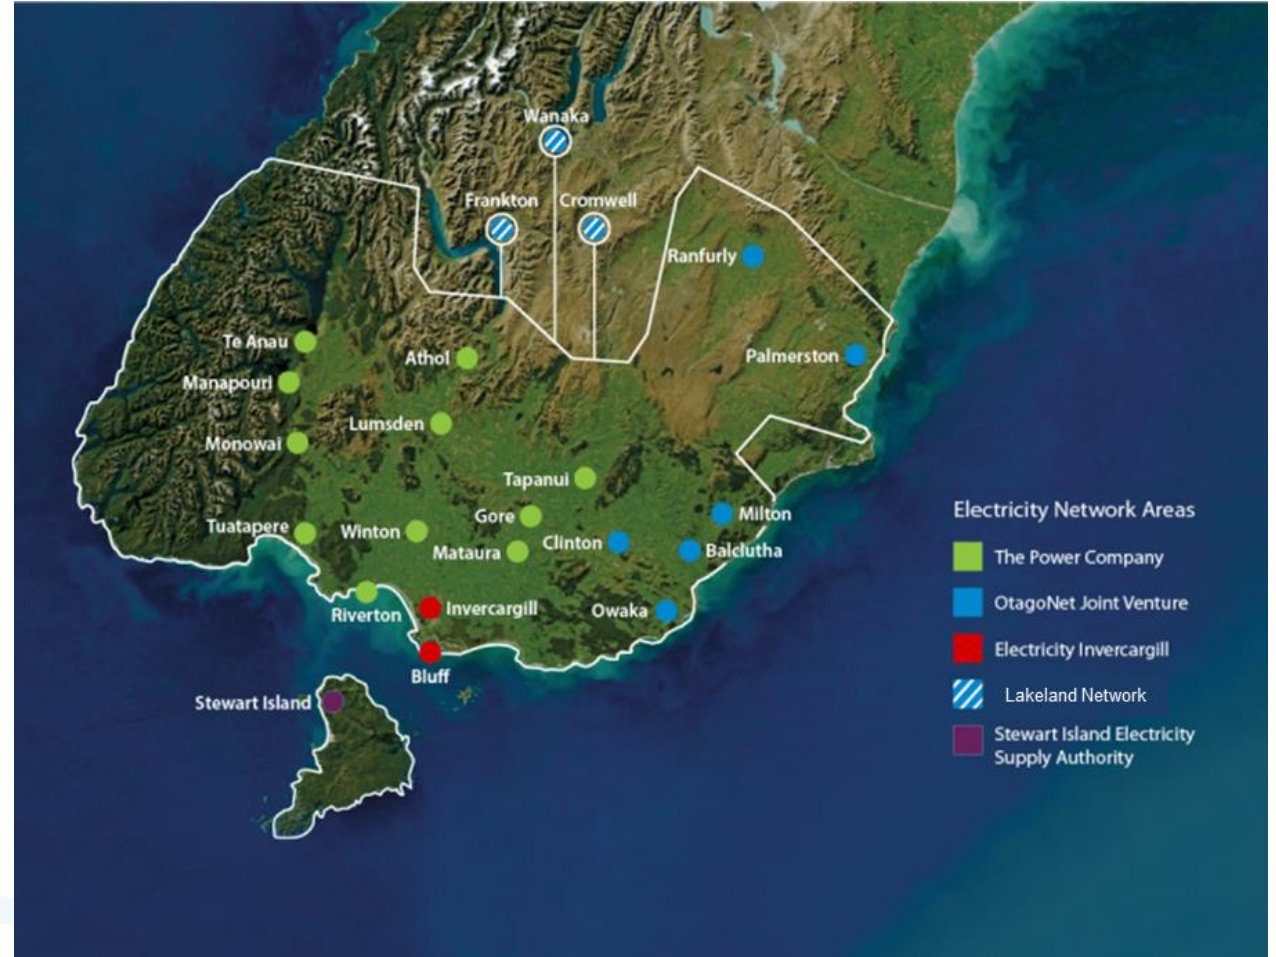 Wanaka
Frankton
Cromwell
Ranfurly
Te Anau
Athol
Palmerston
Manapouri
Lumsden
Monowai
Tapanui
Gore
Milton
Tuatapere
Winton
Mataura
Clinton
Balclutha
Riverton
Invercargill
Owaka
Bluff
Stewart Island
Electricity Network Areas
The Power Company
OtagoNet Joint Venture
Electricity Invercargill
Lakeland Network
Stewart Island Electricity
Supply Authority